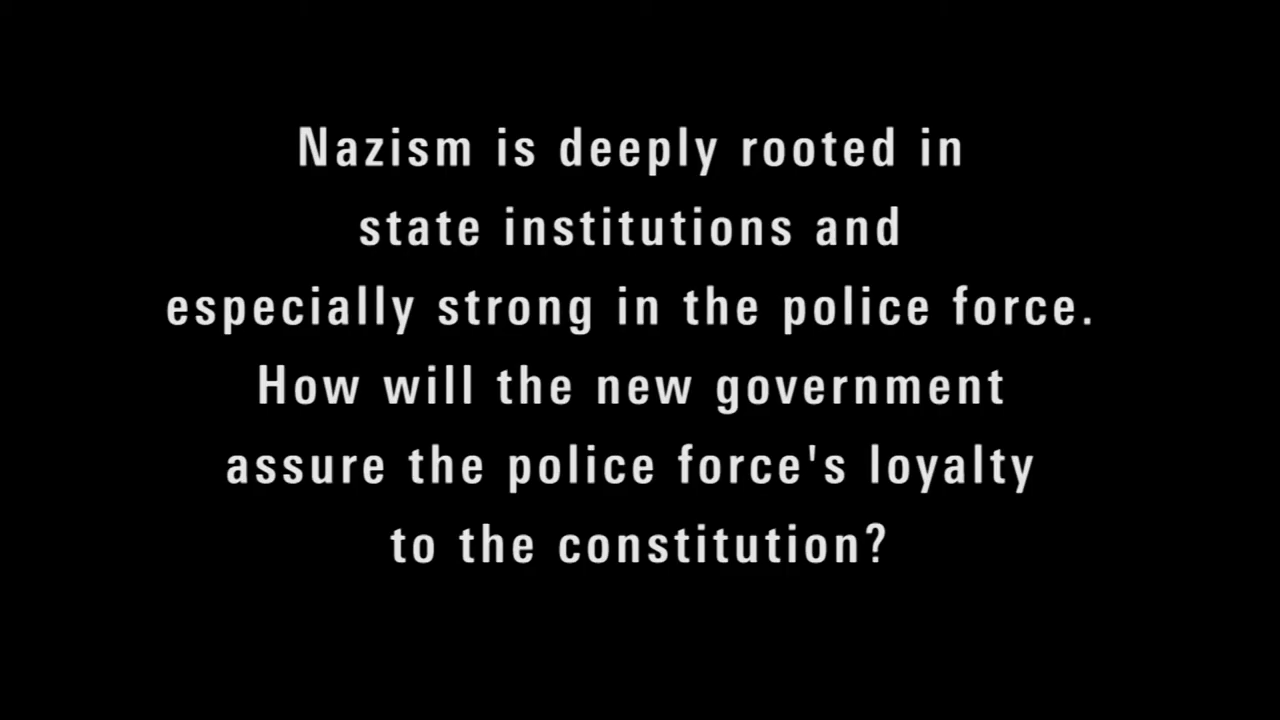 Nazism is deeply rooted in
state institutions and
especially strong in the police force.
How will the new government
assure the police force's loyalty
to the constitution?